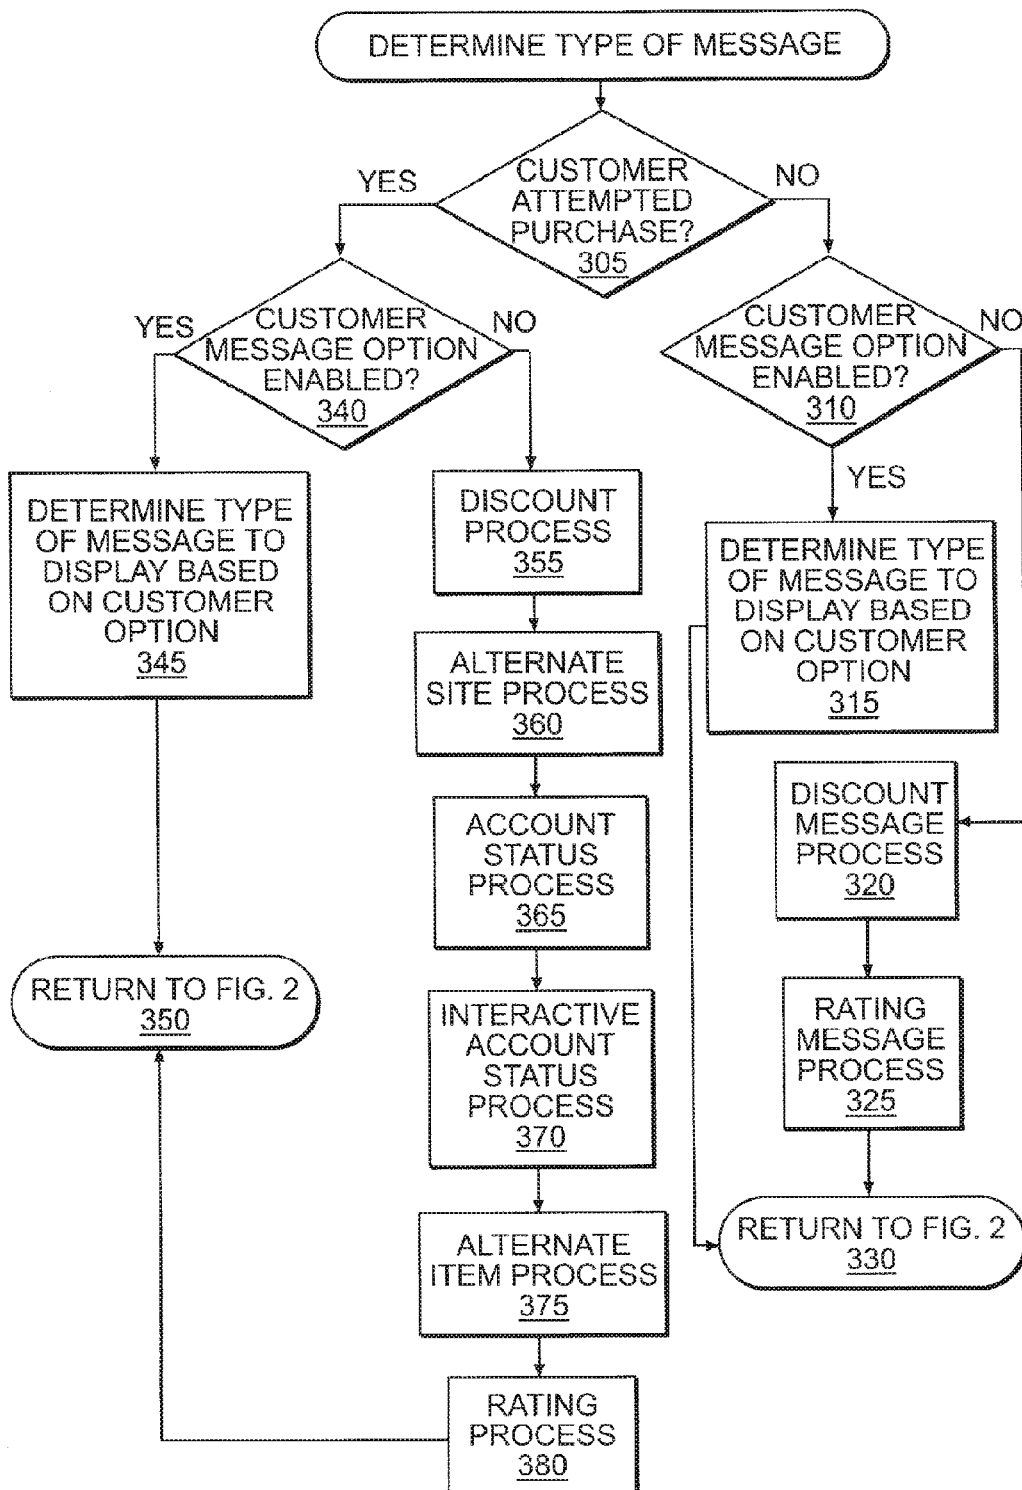 DETERMINE TYPE OF MESSAGE
CUSTOMER
ATTEMPTED
PURCHASE?
305
YES
NO
CUSTOMER
MESSAGE OPTION
ENABLED?
340
YES
NO
CUSTOMER
MESSAGE OPTION
ENABLED?
310
NO
YES
DETERMINE TYPE
OF MESSAGE TO
DISPLAY BASED
ON CUSTOMER
OPTION
345
DISCOUNT
PROCESS
355
DETERMINE TYPE
OF MESSAGE TO
DISPLAY BASED
ON CUSTOMER
OPTION
315
ALTERNATE
SITE PROCESS
360
DISCOUNT
MESSAGE
PROCESS
320
ACCOUNT
STATUS
PROCESS
365
RETURN TO FIG. 2
350
INTERACTIVE
ACCOUNT
STATUS
PROCESS
370
RATING
MESSAGE
PROCESS
325
RETURN TO FIG. 2
330
ALTERNATE
ITEM PROCESS
375
RATING
PROCESS
380